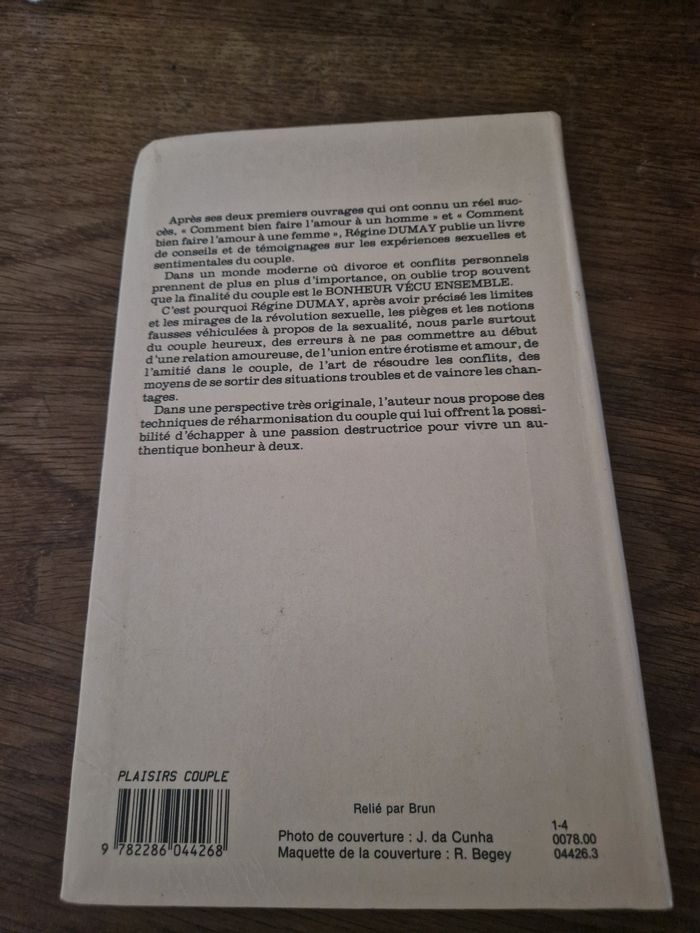 Après ses deux premiers ouvrages qui ont connu un réel suc-
cès, « Comment bien faire l'amour à un homme » et « Comment
bien faire l'amour à une femme », Régine DUMAY publie un livre
de conseils et de témoignages sur les expériences sexuelles et
sentimentales du couple.
Dans un monde moderne où divorce et conflits personnels
prennent de plus en plus d'importance, on oublie trop souvent
que la finalité du couple est le BONHEUR VÉCU ENSEMBLE.
C'est pourquoi Régine DUMAY, après avoir précisé les limites
et les mirages de la révolution sexuelle, les pièges et les notions
fausses véhiculées à propos de la sexualité, nous parle surtout
du couple heureux, des erreurs à ne pas commettre au début
d'une relation amoureuse, de l'union entre érotisme et amour, de
l'amitié dans le couple, de l'art de résoudre les conflits, des
moyens de se sortir des situations troubles et de vaincre les chan-
tages.
Dans une perspective très originale, l'auteur nous propose des
techniques de réharmonisation du couple qui lui offrent la possi-
bilité d'échapper à une passion destructrice pour vivre un au-
thentique bonheur à deux.
PLAISIRS COUPLE
9 782286 044268
Relié par Brun
Photo de couverture : J. da Cunha
Maquette de la couverture : R. Begey
1-4
0078.00
04426.3